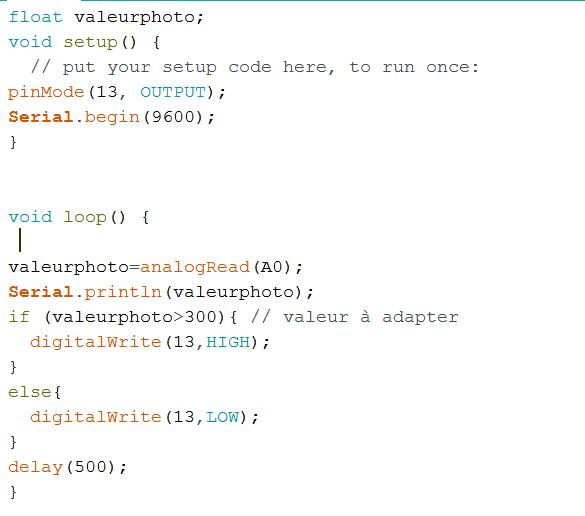 float valeurphoto;
void setup() {
  // put your setup code here, to run once:
pinMode(13, OUTPUT);
Serial.begin(9600);
}
void loop() {
valeurphoto=analogRead(A0);
Serial.println(valeurphoto);
if (valeurphoto>300){ // valeur à adapter
  digitalWrite(13,HIGH);
}
else{
  digitalWrite(13,LOW);
}
delay(500);
}